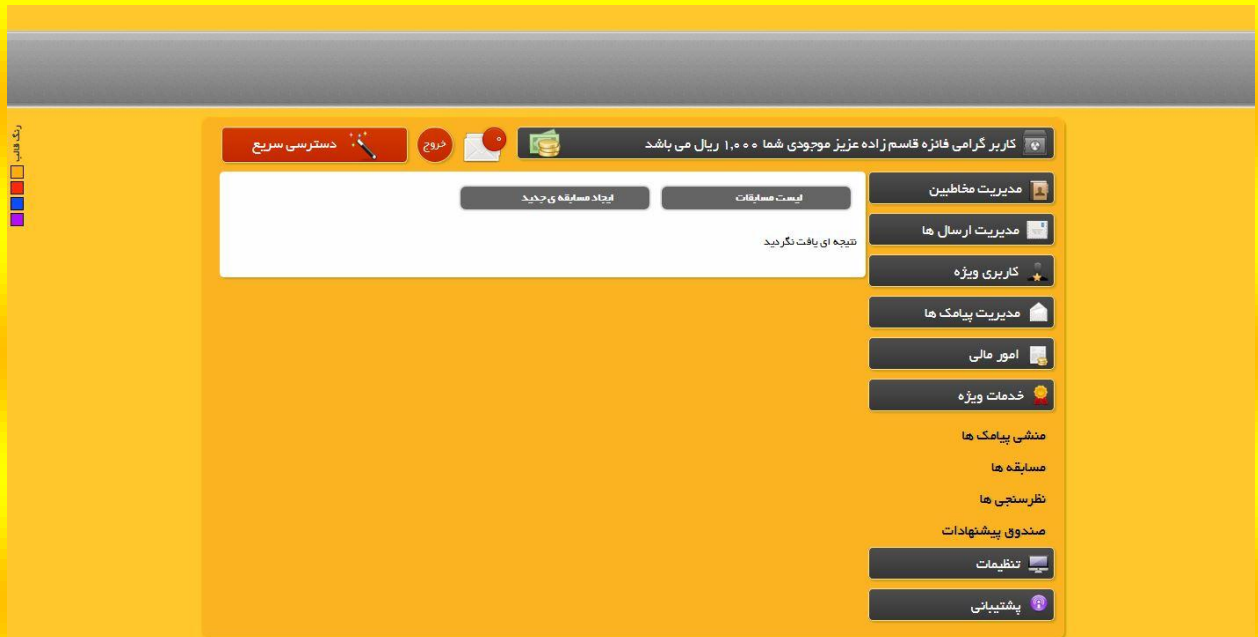 کاربر گرامی فائزه قاسم زاده عزیز موجودی شما ۱,۰۰۰ ریال می باشد
۰
خروج
دسترسی سریع
رنگ قالب
مدیریت مخاطبین
مدیریت ارسال ها
کاربری ویژه
مدیریت پیامک ها
امور مالی
خدمات ویژه
منشی پیامک ها
مسابقه ها
نظرسنجی ها
صندوق پیشنهادات
تنظیمات
پشتیبانی
لیست مسابقات
ایجاد مسابقه ی جدید
نتیجه ای یافت نگردید